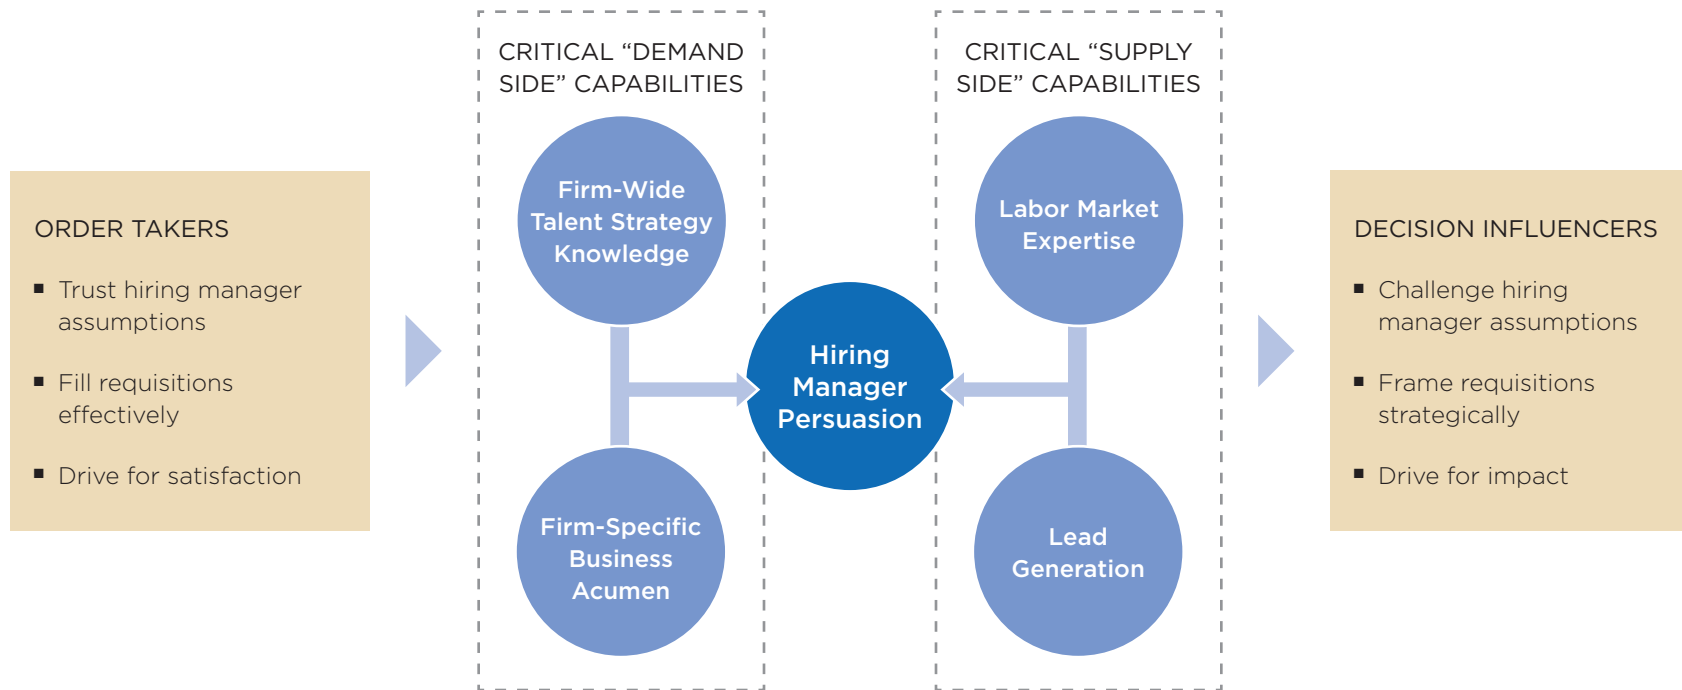 ORDER TAKERS
■ Trust hiring manager
assumptions
■ Fill requisitions
effectively
■ Drive for satisfaction
CRITICAL “DEMAND
SIDE” CAPABILITIES
Firm-Wide
Talent Strategy
Knowledge
Firm-Specific
Business
Acumen
Hiring
Manager
Persuasion
CRITICAL “SUPPLY
SIDE” CAPABILITIES
Labor Market
Expertise
Lead
Generation
DECISION INFLUENCERS
■ Challenge hiring
manager assumptions
■ Frame requisitions
strategically
■ Drive for impact